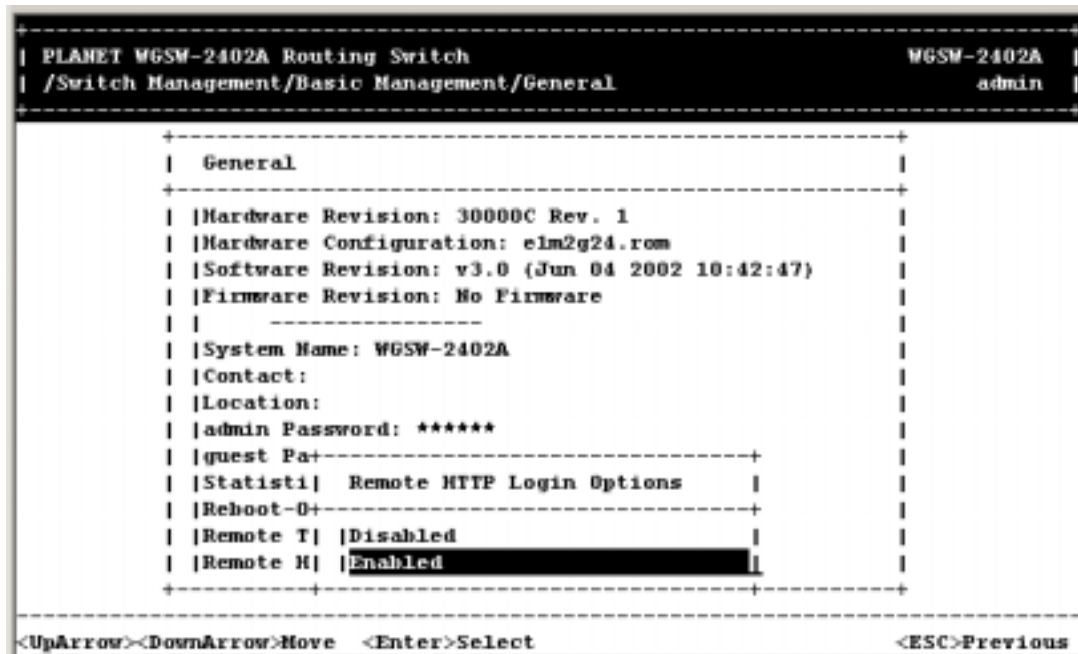 PLANET WGSW-2402A Routing Switch WGSW-2402A
/Switch Management/Basic Management/General admin
General
Hardware Revision: 30000C Rev. 1
Hardware Configuration: e1m2g24.rom
Software Revision: v3.0 (Jun 04 2002 10:42:47)
Firmware Revision: No Firmware
----------------
System Name: WGSW-2402A
Contact:
Location:
admin Password: ******
guest Pa
Statisti| Remote HTTP Login Options
Reboot-O
Remote T| |Disabled
Remote H| |Enabled
<UpArrow><DownArrow>Move <Enter>Select <ESC>Previous